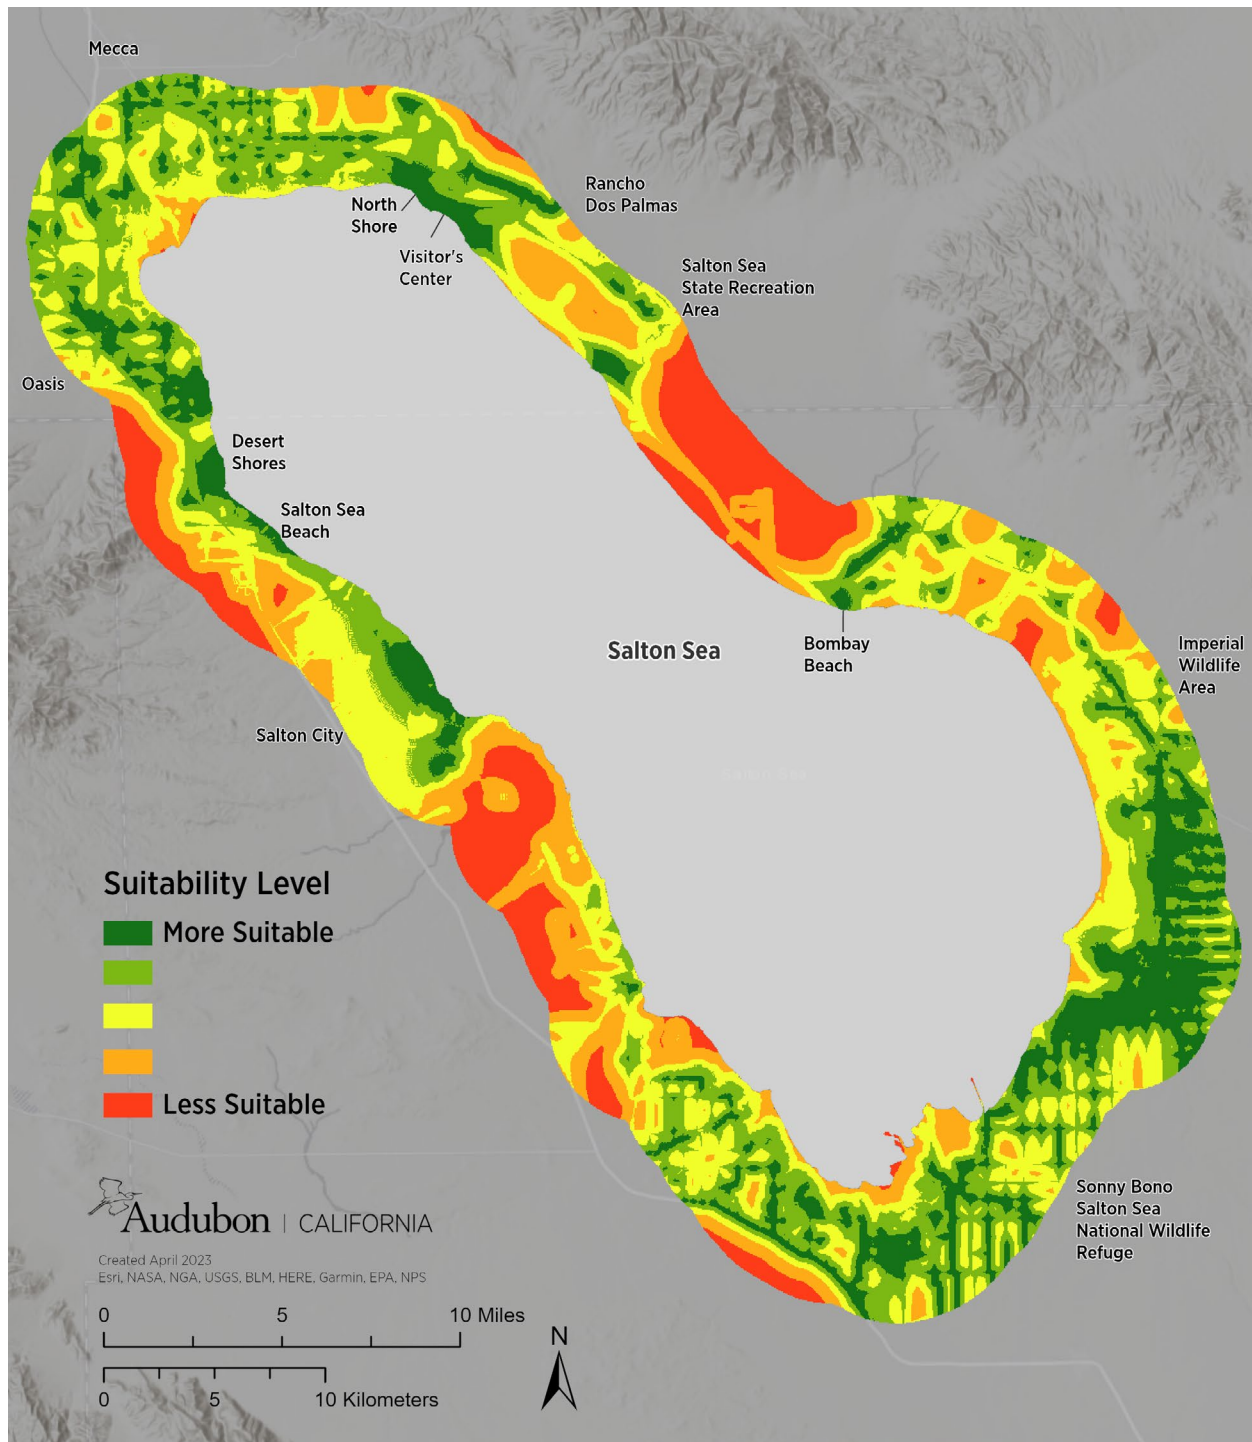 Mecca
Rancho
Dos Palmas
North
Shore
Visitor's
Center
Salton Sea
State Recreation
Area
Oasis
Desert
Shores
Salton Sea
Beach
Salton Sea
Bombay
Beach
Imperial
Wildlife
Area
Salton City
Salton Sea
Suitability Level
More Suitable
Less Suitable
Sonny Bono
Salton Sea
National Wildlife
Refuge
Audubon | CALIFORNIA
Created April 2023
Esri, NASA, NGA, USGS, BLM, HERE, Garmin, EPA, NPS
0 5 10 Miles
0 5 10 Kilometers
N